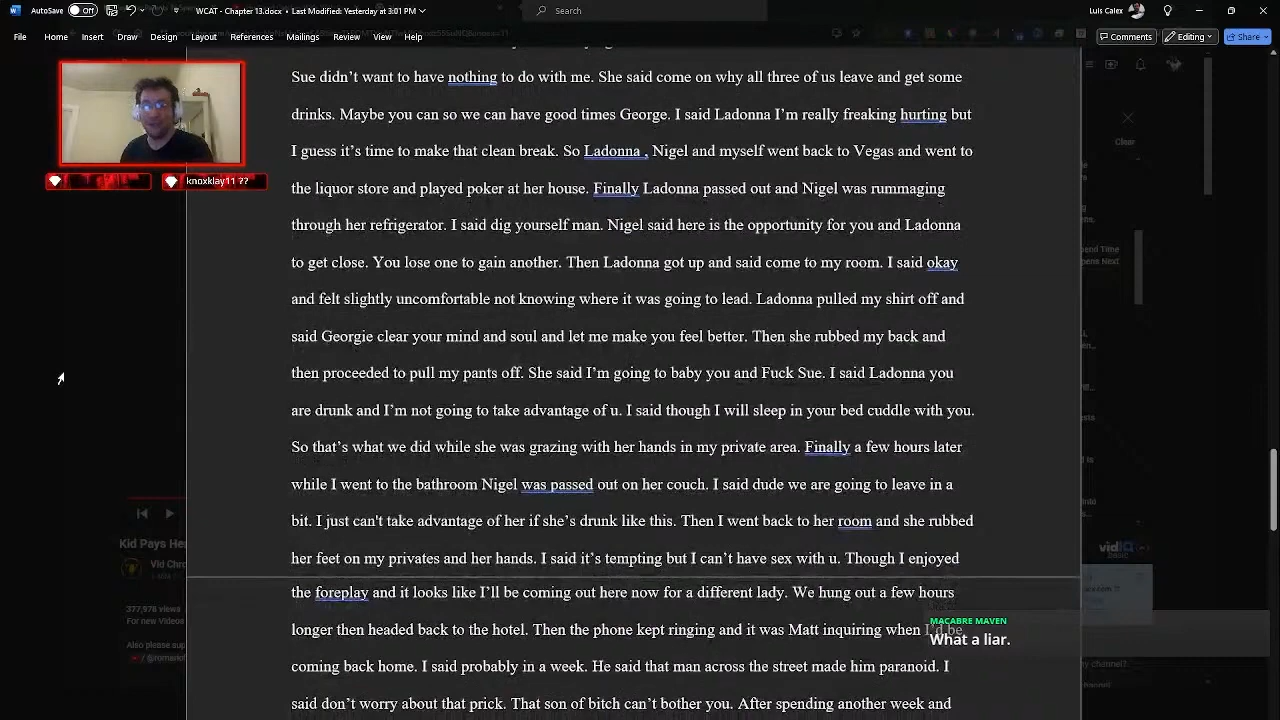 AutoSave Off
WCAT - Chapter 13.docx • Last Modified: Yesterday at 3:01 PM
Search
Luis Calex
File Home Insert Draw Design Layout References Mailings Review View Help
Comments Editing Share
Sue didn’t want to have nothing to do with me. She said come on why all three of us leave and get some
drinks. Maybe you can so we can have good times George. I said Ladonna I’m really freaking hurting but
I guess it’s time to make that clean break. So Ladonna , Nigel and myself went back to Vegas and went to
the liquor store and played poker at her house. Finally Ladonna passed out and Nigel was rummaging
through her refrigerator. I said dig yourself man. Nigel said here is the opportunity for you and Ladonna
to get close. You lose one to gain another. Then Ladonna got up and said come to my room. I said okay
and felt slightly uncomfortable not knowing where it was going to lead. Ladonna pulled my shirt off and
said Georgie clear your mind and soul and let me make you feel better. Then she rubbed my back and
then proceeded to pull my pants off. She said I’m going to baby you and Fuck Sue. I said Ladonna you
are drunk and I’m not going to take advantage of u. I said though I will sleep in your bed cuddle with you.
So that’s what we did while she was grazing with her hands in my private area. Finally a few hours later
while I went to the bathroom Nigel was passed out on her couch. I said dude we are going to leave in a
bit. I just can't take advantage of her if she’s drunk like this. Then I went back to her room and she rubbed
her feet on my privates and her hands. I said it’s tempting but I can’t have sex with u. Though I enjoyed
the foreplay and looks like I’ll be coming out here now for a different lady. We hung out a few hours
longer then headed back to the hotel. Then the phone kept ringing and it was Matt inquiring when I’d be
coming back home. I said probably in a week. He said that man across the street made him paranoid. I
said don’t worry about that prick. That son of bitch can’t bother you. After spending another week and
knoxklay11 ??
Clear
Kid Pays He
Vid Chr
377,978 views
For new Videos
Also please sup
vidIQ
basic
MACABRE MAVEN
What a liar.